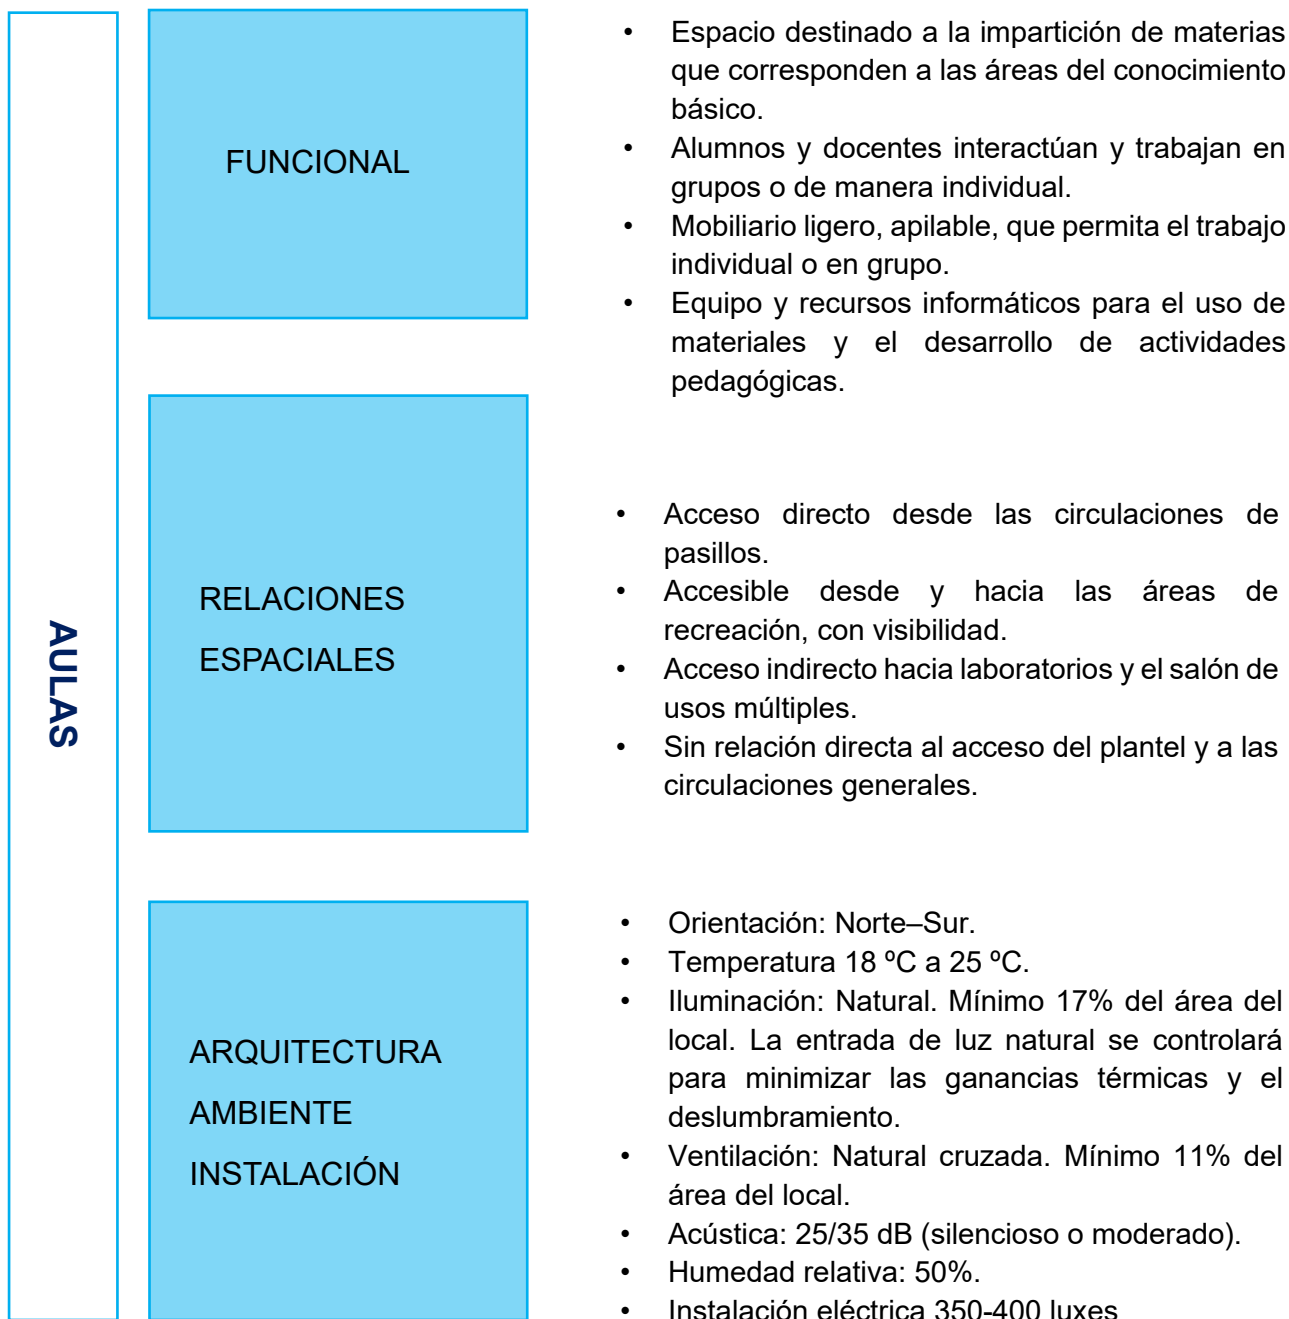 AULAS
FUNCIONAL
• Espacio destinado a la impartición de materias
que corresponden a las áreas del conocimiento
básico.
• Alumnos y docentes interactúan y trabajan en
grupos o de manera individual.
• Mobiliario ligero, apilable, que permita el trabajo
individual o en grupo.
• Equipo y recursos informáticos para el uso de
materiales y el desarrollo de actividades
pedagógicas.
RELACIONES
ESPACIALES
• Acceso directo desde las circulaciones de
pasillos.
• Accesible desde y hacia las áreas de
recreación, con visibilidad.
• Acceso indirecto hacia laboratorios y el salón de
usos múltiples.
• Sin relación directa al acceso del plantel y a las
circulaciones generales.
ARQUITECTURA
AMBIENTE
INSTALACIÓN
• Orientación: Norte–Sur.
• Temperatura 18 ºC a 25 ºC.
• Iluminación: Natural. Mínimo 17% del área del
local. La entrada de luz natural se controlará
para minimizar las ganancias térmicas y el
deslumbramiento.
• Ventilación: Natural cruzada. Mínimo 11% del
área del local.
• Acústica: 25/35 dB (silencioso o moderado).
• Humedad relativa: 50%.
• Instalación eléctrica 350-400 luxes